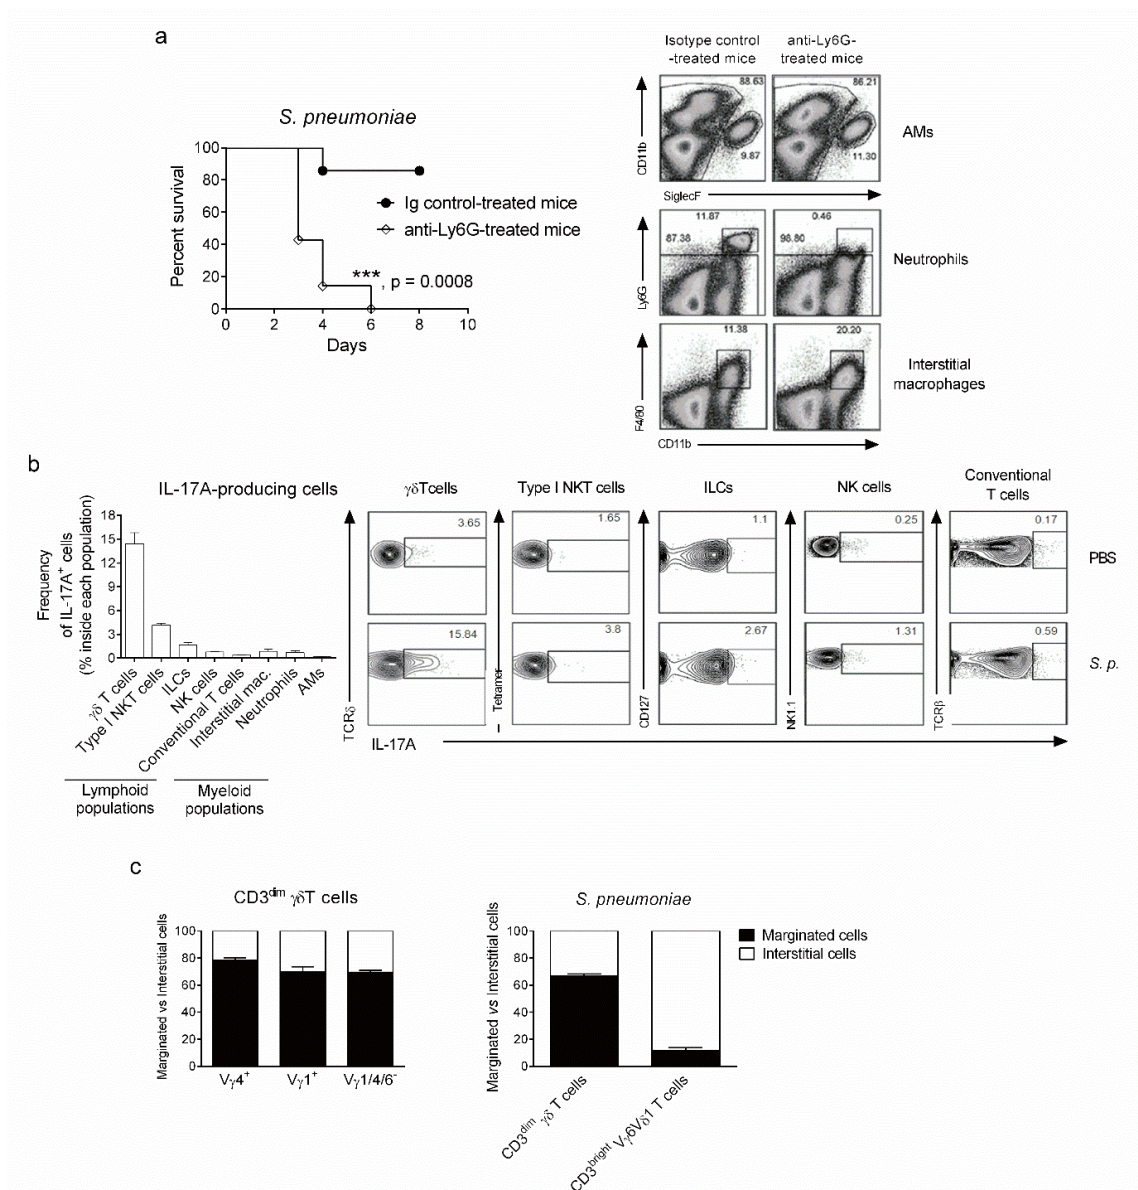 a
S. pneumoniae
Percent survival
100
80
60
40
20
0
0 2 4 6 8 10
Days
Ig control-treated mice
anti-Ly6G-treated mice
***, p = 0.0008
Isotype control
-treated mice
anti-Ly6G-
treated mice
88.63
9.87
86.21
11.30
CD11b
SiglecF
AMs
11.87
87.38
0.46
98.80
Ly6G
Neutrophils
11.38
20.20
F4/80
CD11b
Interstitial
macrophages
b
IL-17A-producing cells
Frequency
of IL-17A⁺ cells
(% inside each population)
18
15
12
9
6
3
0
γδ T cells
Type I NKT cells
ILCs
NK cells
Conventional T cells
Interstitial mac.
Neutrophils
AMs
Lymphoid
populations
Myeloid
populations
γδTcells
Type I NKT cells
ILCs
NK cells
Conventional
T cells
3.65
1.65
1.1
0.25
0.17
PBS
15.84
3.8
2.67
1.31
0.59
S. p.
TCRδ
Tetramer
CD127
NK1.1
TCRβ
IL-17A
c
CD3dim γδT cells
Marginated vs Interstitial cells
100
80
60
40
20
0
Vγ4⁺
Vγ1⁺
Vγ1/4/6⁻
S. pneumoniae
Marginated vs Interstitial cells
100
80
60
40
20
0
CD3dim γδ T cells
CD3bright Vγ6Vδ1 T cells
Marginated cells
Interstitial cells